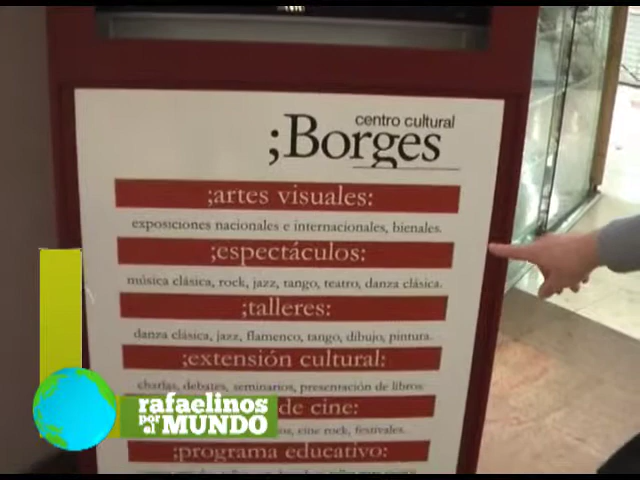 centro cultural
;Borges
;artes visuales:
exposiciones nacionales e internacionales, bienales.
;espectáculos:
música clásica, rock, jazz, tango, teatro, danza clásica.
;talleres:
danza clásica, jazz, flamenco, tango, dibujo, pintura.
;extensión cultural:
charlas, debates, seminarios, presentación de libros.
de cine:
cine rock, festivales.
;programa educativo:
rafaelinos
por
el MUNDO